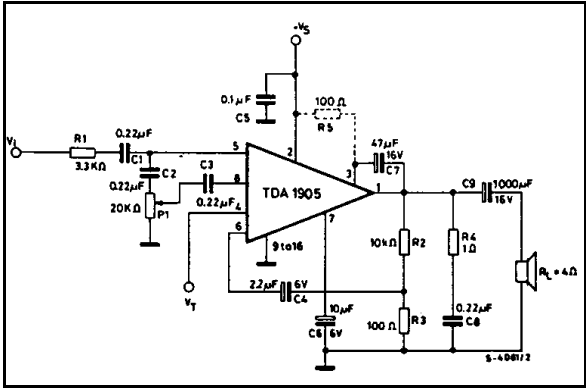 -Vs
0.1µF
C5
100Ω
R5
Vi
R1
3.3KΩ
0.22µF
C1
C2
0.22µF
20KΩ
P1
C3
0.22µF
5
8
4
6
2
3
1
7
TDA 1905
9 to 16
47µF
16V
C7
C9
1000µF
16V
10kΩ
R2
R4
1Ω
RL = 4Ω
VT
2.2µF
6V
C4
10µF
C6
6V
100Ω
R3
0.22µF
C8
S-4061/2